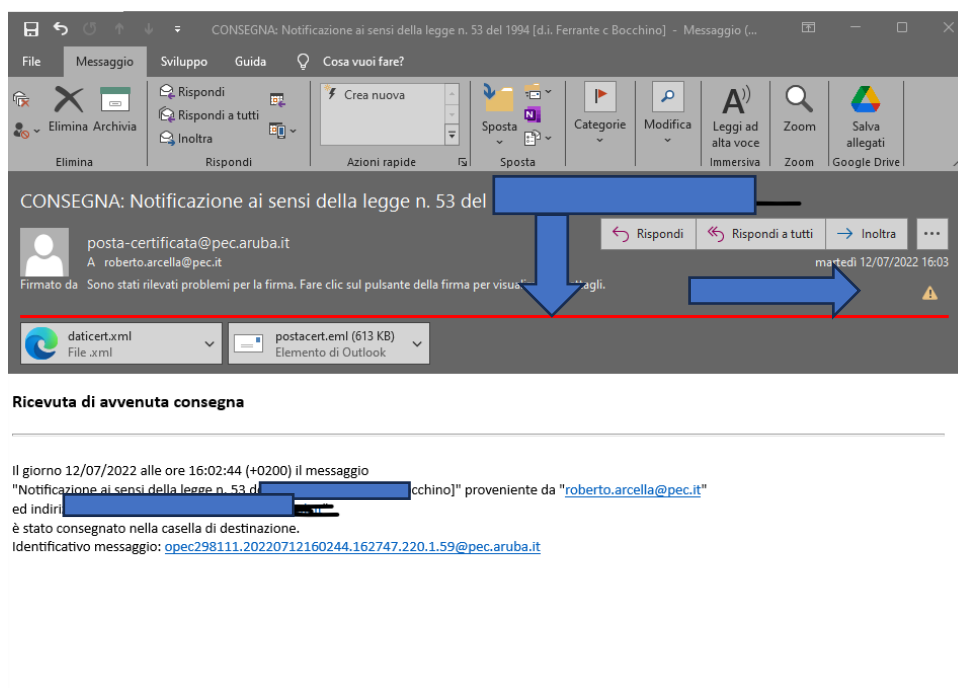 CONSEGNA: Notificazione ai sensi della legge n. 53 del 1994 [d.i. Ferrante c Bocchino] - Messaggio (...
File Messaggio Sviluppo Guida Cosa vuoi fare?
Elimina Archivia
Elimina
Rispondi
Rispondi a tutti
Inoltra
Rispondi
Crea nuova
Azioni rapide
Sposta
Sposta
Categorie
Modifica
Leggi ad
alta voce
Immersiva
Zoom
Zoom
Salva
allegati
Google Drive
CONSEGNA: Notificazione ai sensi della legge n. 53 del
Rispondi Rispondi a tutti Inoltra ...
posta-certificata@pec.aruba.it
A roberto.arcella@pec.it
martedì 12/07/2022 16:03
Firmato da Sono stati rilevati problemi per la firma. Fare clic sul pulsante della firma per
daticert.xml
File .xml
postacert.eml (613 KB)
Elemento di Outlook
Ricevuta di avvenuta consegna
Il giorno 12/07/2022 alle ore 16:02:44 (+0200) il messaggio
"Notificazione ai sensi della legge n. 53 cchino]" proveniente da "roberto.arcella@pec.it"
ed
è stato consegnato nella casella di destinazione.
Identificativo messaggio: opec298111.20220712160244.162747.220.1.59@pec.aruba.it